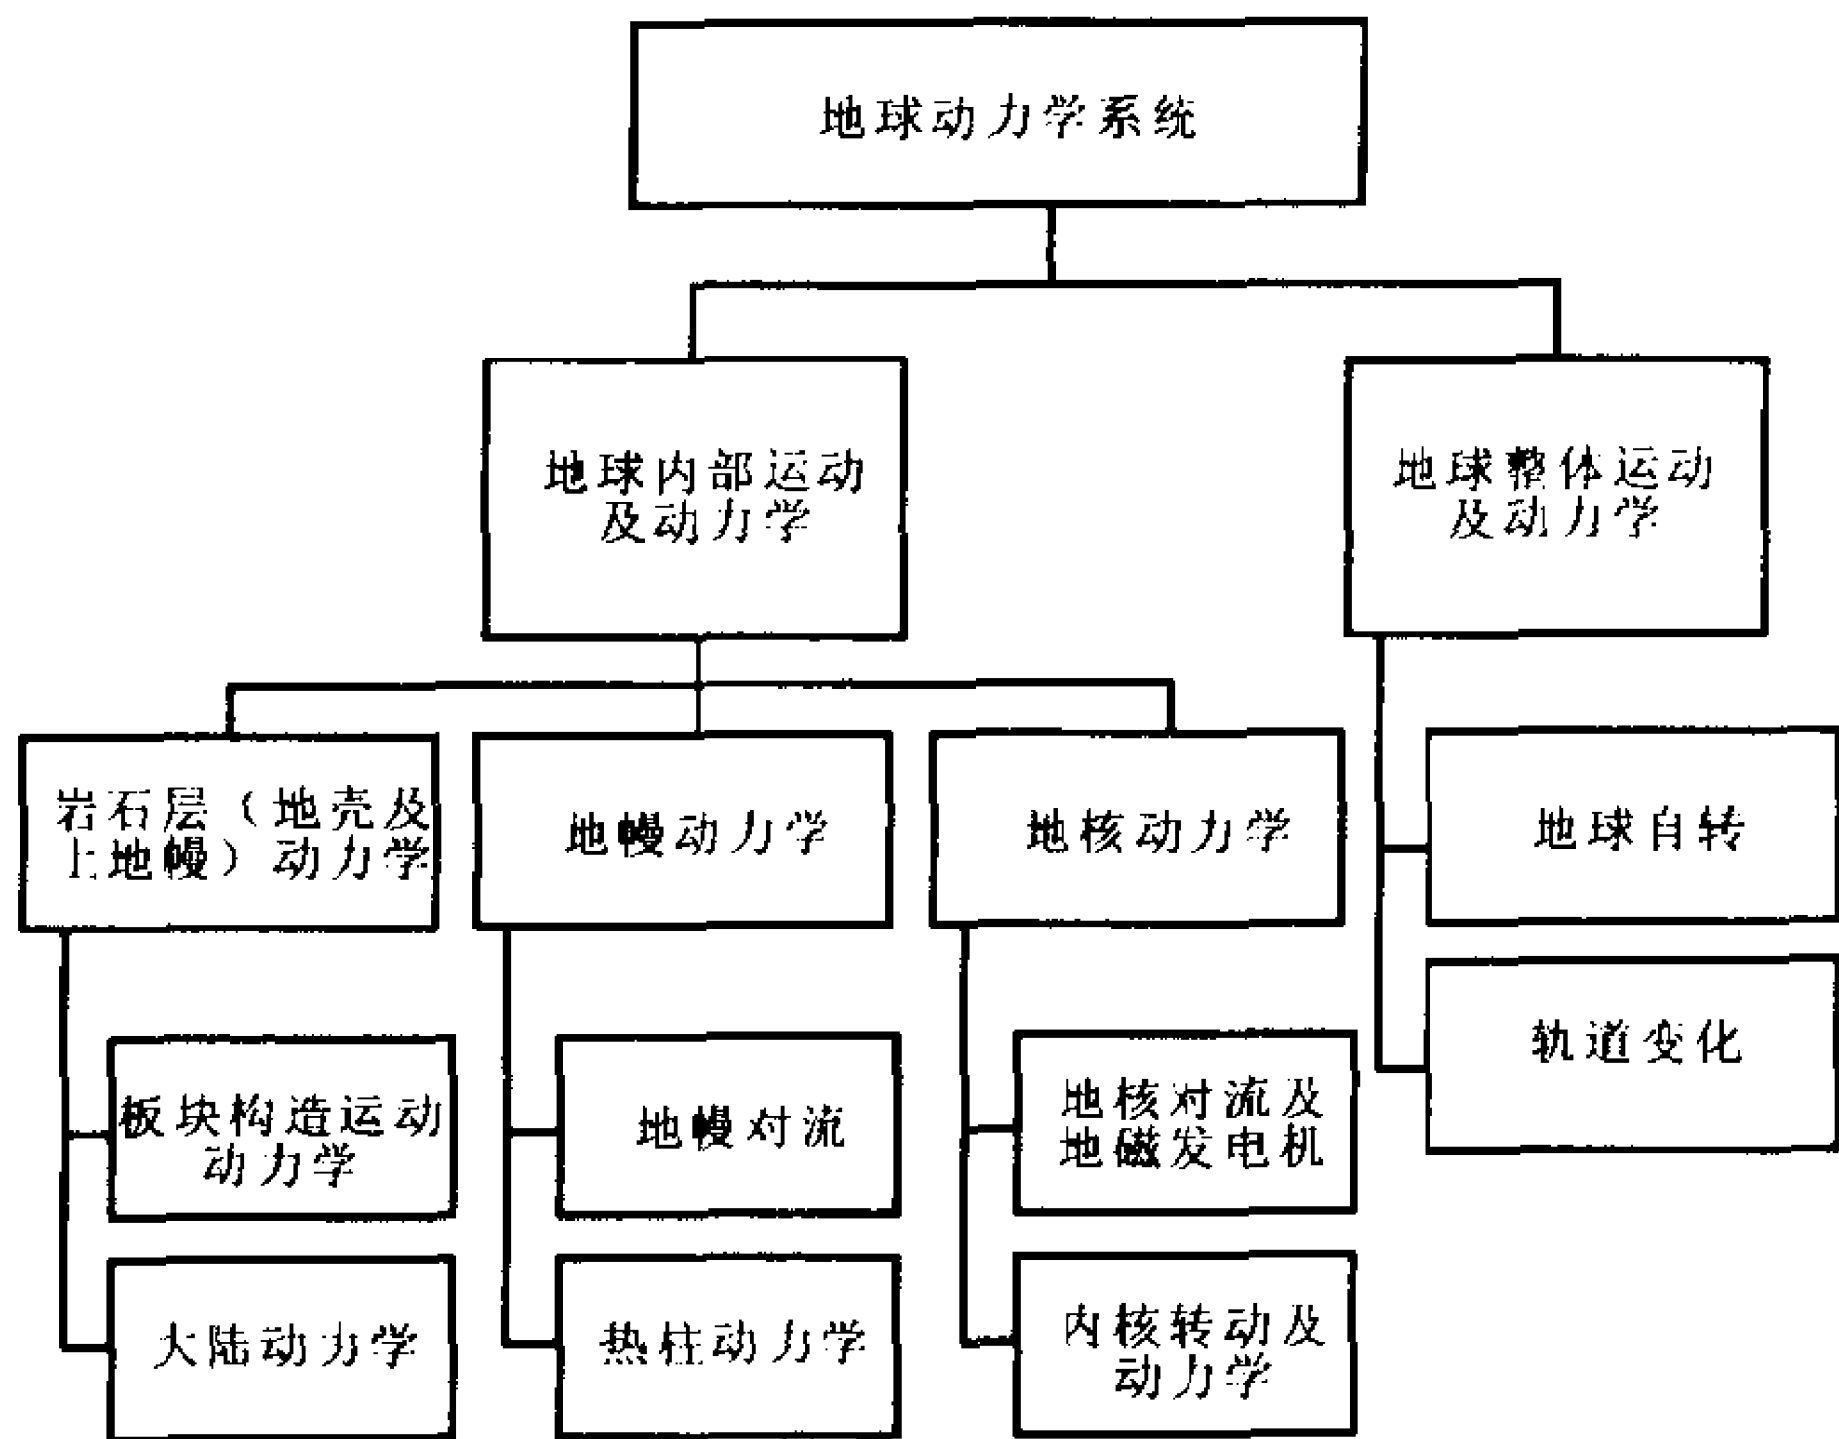 地球动力学系统
地球内部运动
及动力学
地球整体运动
及动力学
岩石层（地壳及
上地幔）动力学
地幔动力学
地核动力学
地球自转
轨道变化
板块构造运动
动力学
地幔对流
地核对流及
地磁发电机
大陆动力学
热柱动力学
内核转动及
动力学